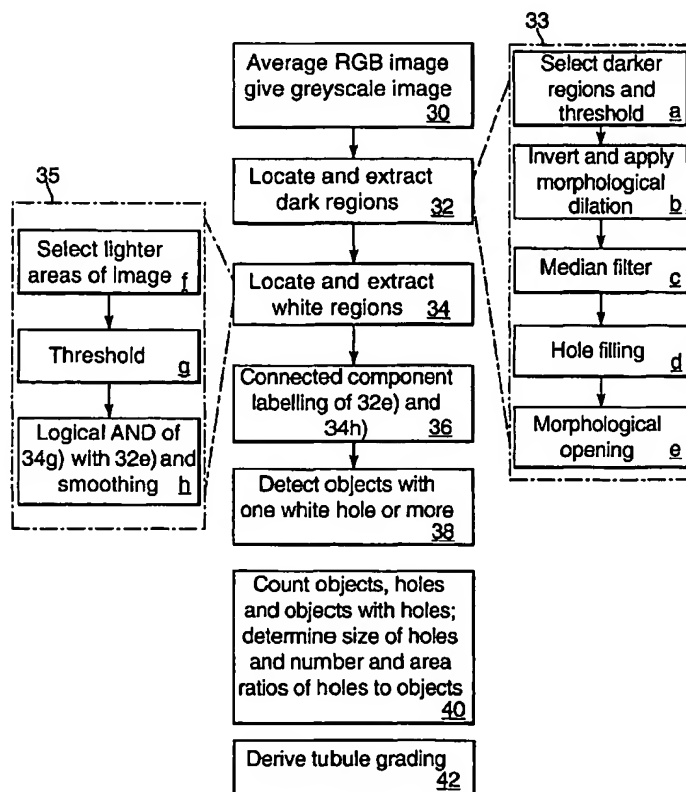 Average RGB image
give greyscale image
30
Locate and extract
dark regions 32
Locate and extract
white regions 34
Connected component
labelling of 32e) and
34h) 36
Detect objects with
one white hole or more
38
Count objects, holes
and objects with holes;
determine size of holes
and number and area
ratios of holes to objects
40
Derive tubule grading
42
33
Select darker
regions and
threshold a
Invert and apply
morphological
dilation b
Median filter
c
Hole filling
d
Morphological
opening e
35
Select lighter
areas of image f
Threshold
g
Logical AND of
34g) with 32e) and
smoothing h